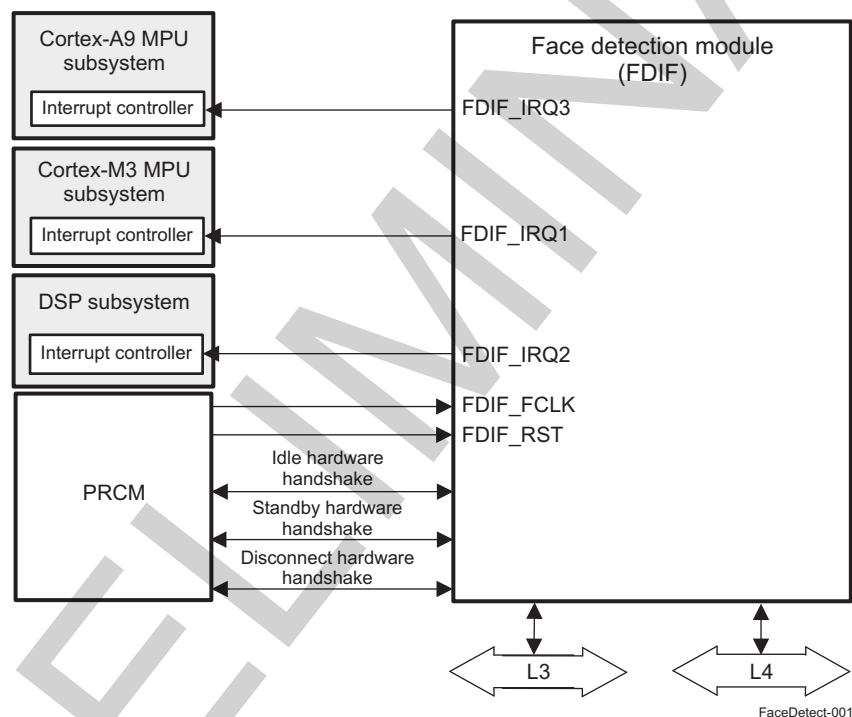 Cortex-A9 MPU
subsystem
Interrupt controller
Cortex-M3 MPU
subsystem
Interrupt controller
DSP subsystem
Interrupt controller
PRCM
Face detection module
(FDIF)
FDIF_IRQ3
FDIF_IRQ1
FDIF_IRQ2
FDIF_FCLK
FDIF_RST
Idle hardware
handshake
Standby hardware
handshake
Disconnect hardware
handshake
L3
L4
FaceDetect-001
ELIMINA